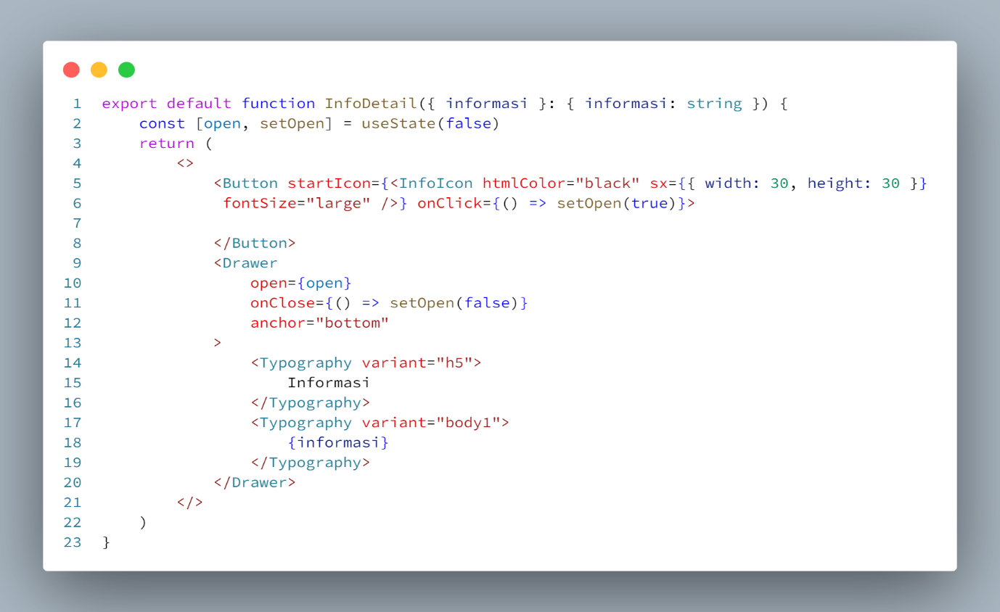 1 export default function InfoDetail({ informasi }: { informasi: string }) {
2     const [open, setOpen] = useState(false)
3     return (
4         <>
5             <Button startIcon={<InfoIcon htmlColor="black" sx={{ width: 30, height: 30 }}
6              fontSize="large" />} onClick={() => setOpen(true)}>
7
8             </Button>
9             <Drawer
10                 open={open}
11                 onClose={() => setOpen(false)}
12                 anchor="bottom"
13             >
14                 <Typography variant="h5">
15                     Informasi
16                 </Typography>
17                 <Typography variant="body1">
18                     {informasi}
19                 </Typography>
20             </Drawer>
21         </>
22     )
23 }